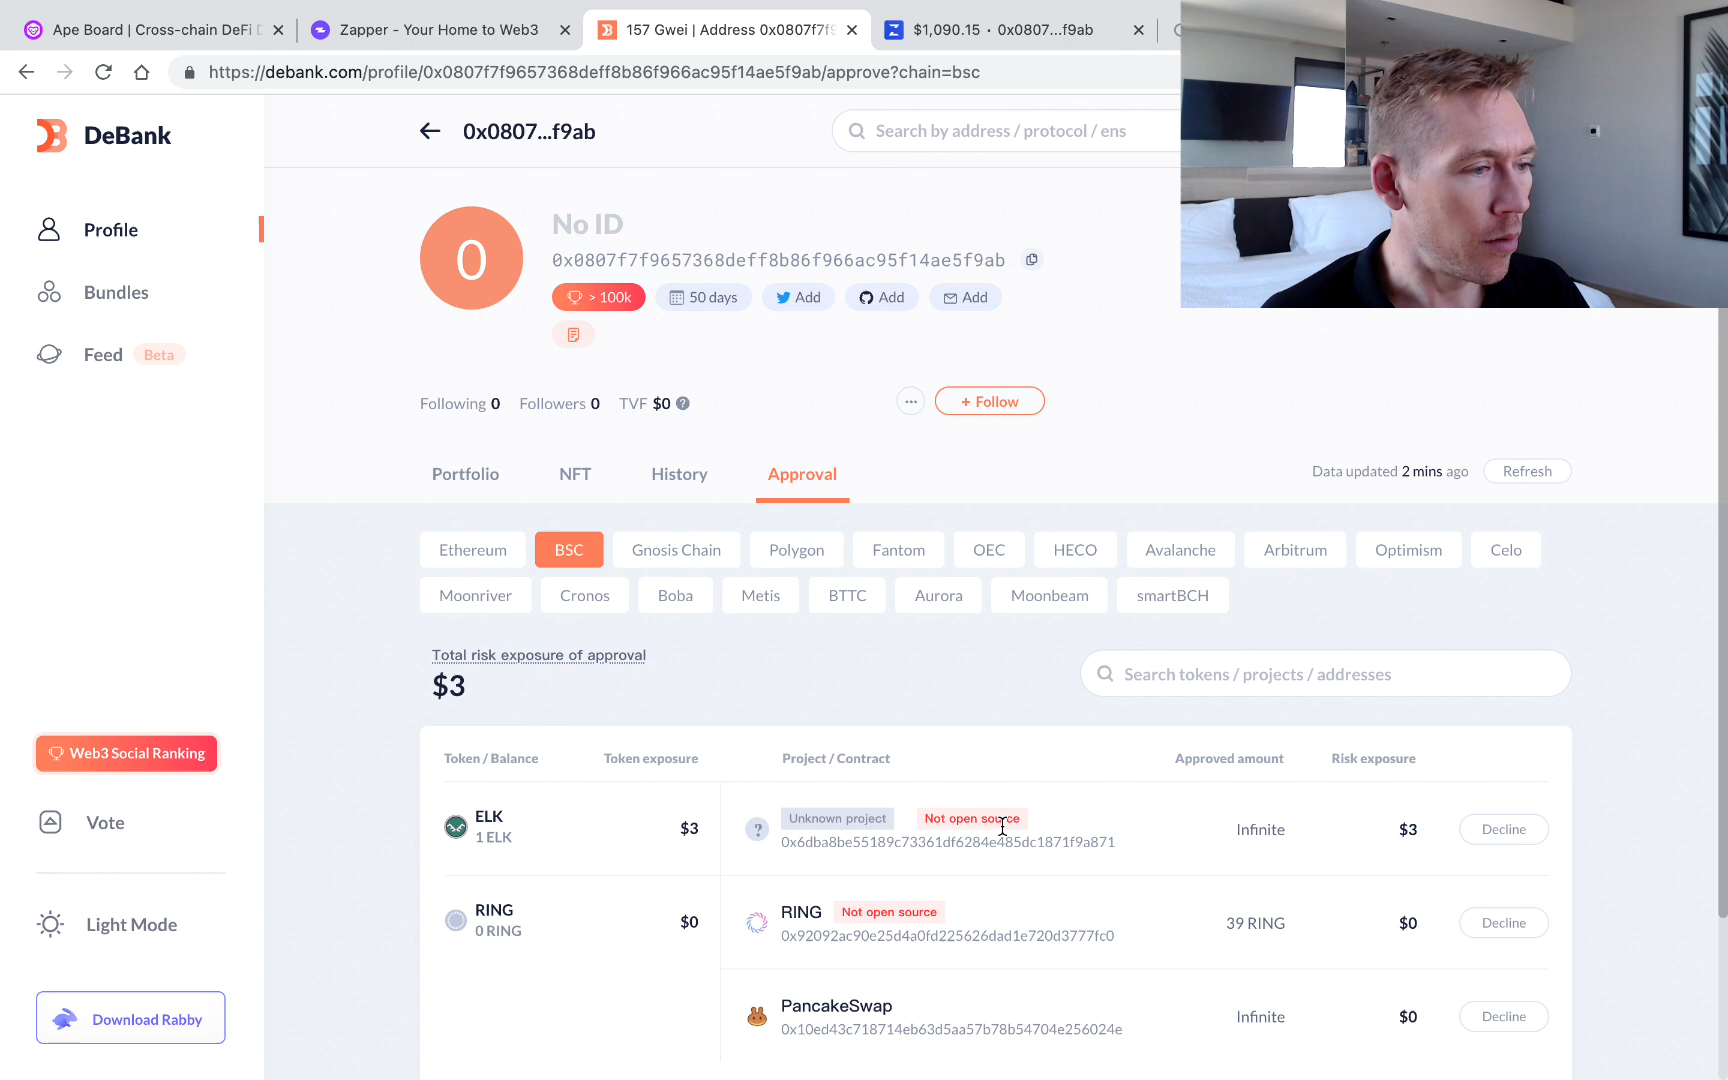 Ape Board | Cross-chain DeFi D
Zapper - Your Home to Web3
157 Gwei | Address 0x0807f7f9
$1,090.15 · 0x0807...f9ab
https://debank.com/profile/0x0807f7f9657368deff8b86f966ac95f14ae5f9ab/approve?chain=bsc
DeBank
0x0807...f9ab
Search by address / protocol / ens
Profile
Bundles
Feed Beta
0
No ID
0x0807f7f9657368deff8b86f966ac95f14ae5f9ab
> 100k
50 days
Add
Add
Add
Following 0 Followers 0 TVF $0 ?
...
+ Follow
Portfolio
NFT
History
Approval
Data updated 2 mins ago
Refresh
Ethereum
BSC
Gnosis Chain
Polygon
Fantom
OEC
HECO
Avalanche
Arbitrum
Optimism
Celo
Moonriver
Cronos
Boba
Metis
BTTC
Aurora
Moonbeam
smartBCH
Total risk exposure of approval
$3
Search tokens / projects / addresses
Token / Balance
Token exposure
Project / Contract
Approved amount
Risk exposure
ELK
1 ELK
$3
?
Unknown project
Not open source
0x6dba8be55189c73361df6284e485dc1871f9a871
Infinite
$3
Decline
RING
0 RING
$0
RING
Not open source
0x92092ac90e25d4a0fd225626dad1e720d3777fc0
39 RING
$0
Decline
PancakeSwap
0x10ed43c718714eb63d5aa57b78b54704e256024e
Infinite
$0
Decline
Web3 Social Ranking
Vote
Light Mode
Download Rabby